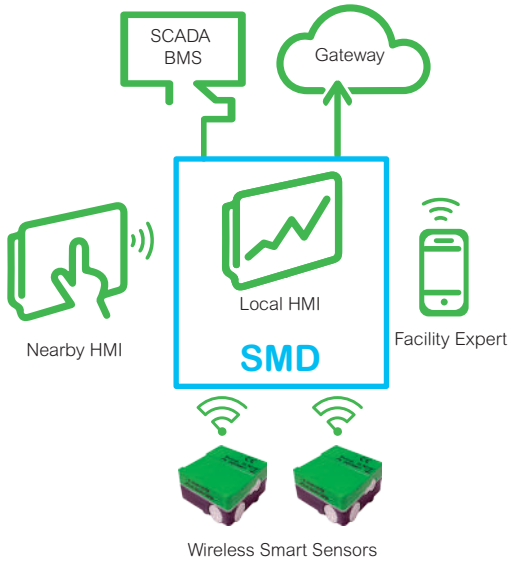 SCADA
BMS
Gateway
Local HMI
Nearby HMI
Facility Expert
SMD
Wireless Smart Sensors